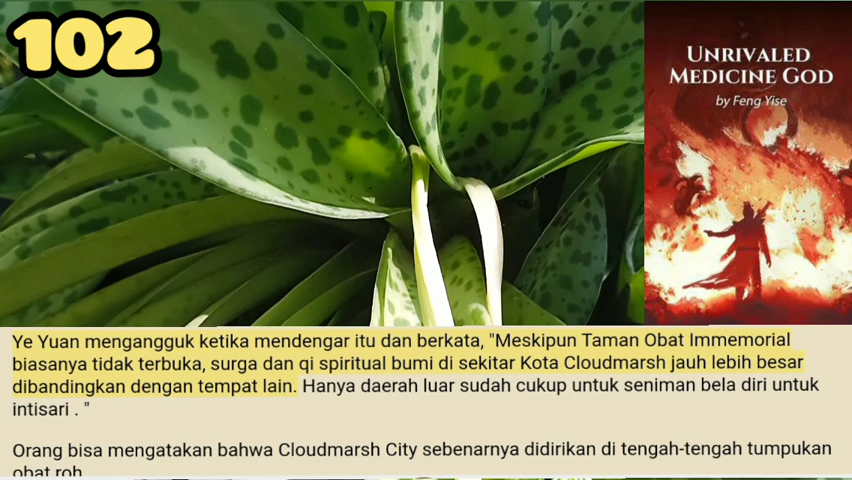 102
UNRIVALED
MEDICINE GOD
by Feng Yise
Ye Yuan mengangguk ketika mendengar itu dan berkata, "Meskipun Taman Obat Immemorial
biasanya tidak terbuka, surga dan qi spiritual bumi di sekitar Kota Cloudmarsh jauh lebih besar
dibandingkan dengan tempat lain. Hanya daerah luar sudah cukup untuk seniman bela diri untuk
intisari . "
Orang bisa mengatakan bahwa Cloudmarsh City sebenarnya didirikan di tengah-tengah tumpukan
obat roh